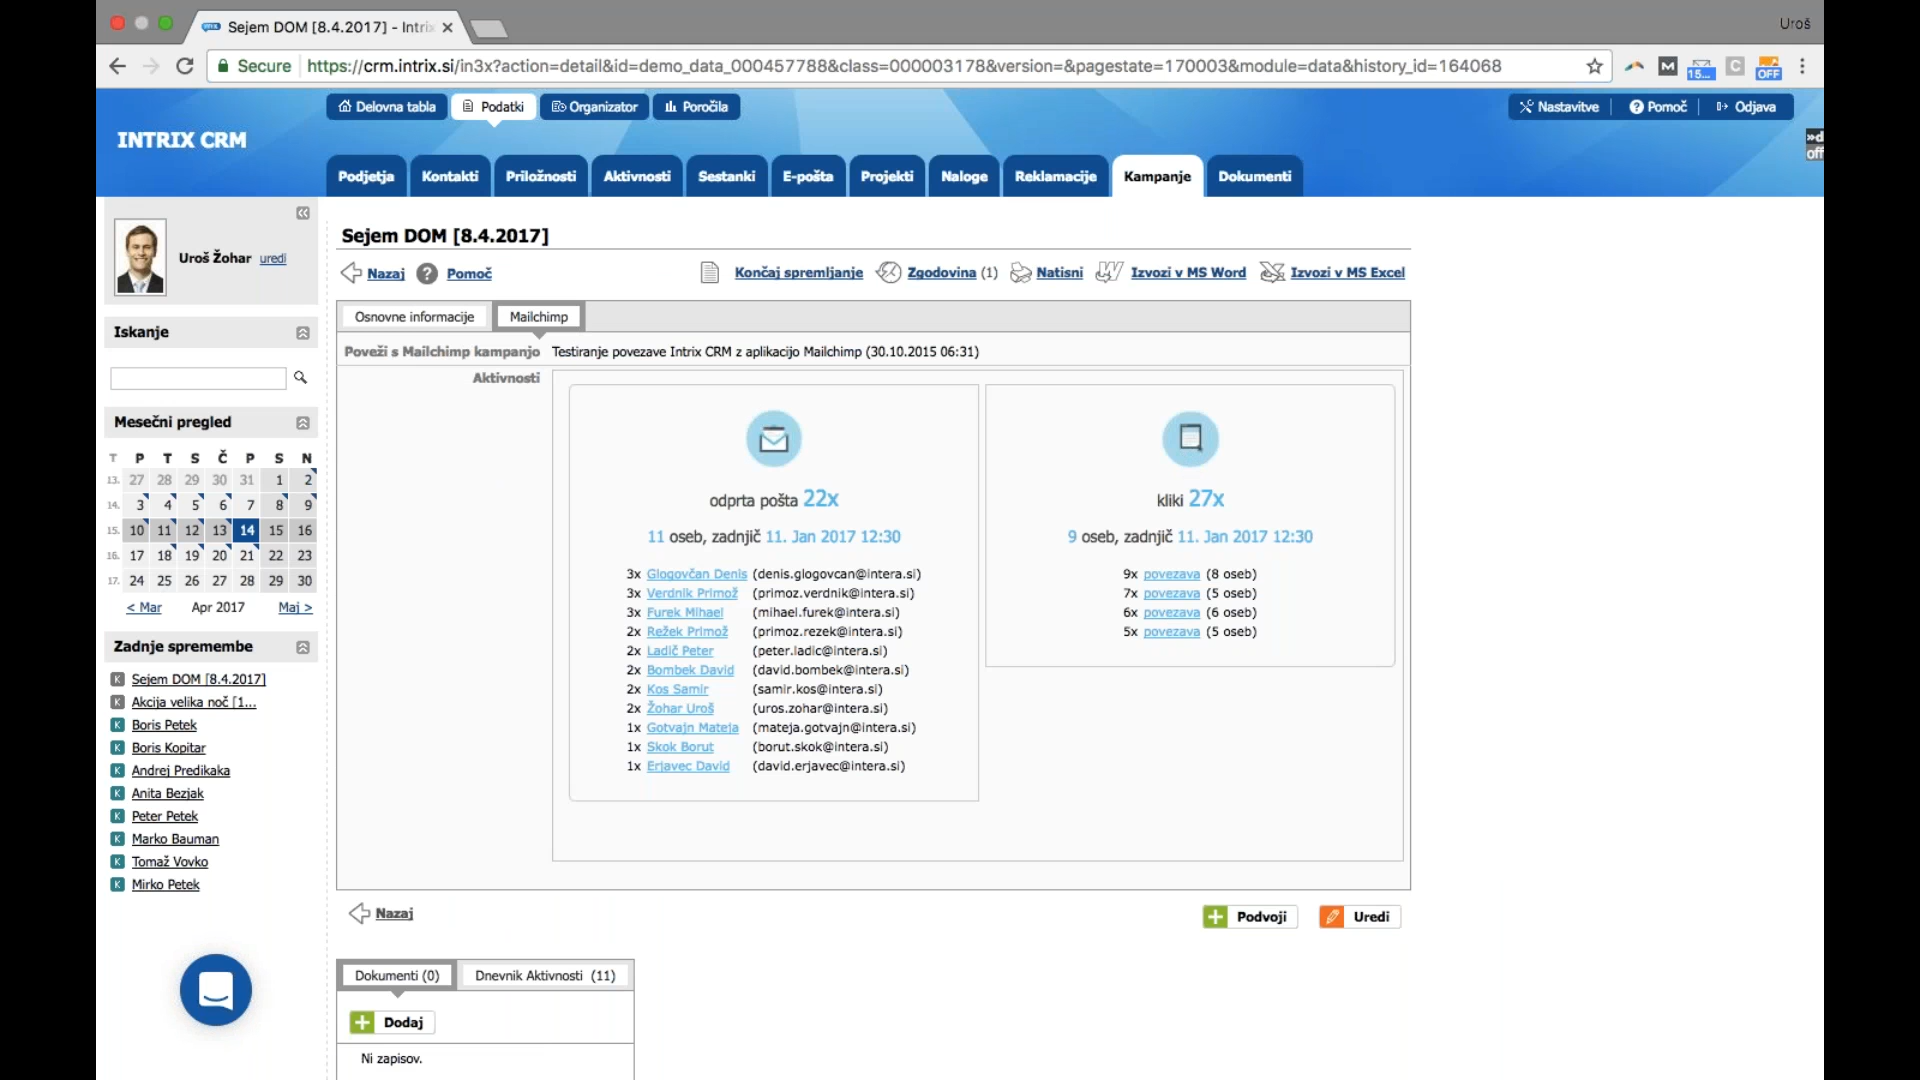 Sejem DOM [8.4.2017] - Intrix
Uroš
Secure https://crm.intrix.si/in3x?action=detail&id=demo_data_000457788&class=000003178&version=&pagestate=170003&module=data&history_id=164068
M 15... C OFF
Delovna tabla Podatki Organizator Poročila
Nastavitve Pomoč Odjava
INTRIX CRM
»d
off
Podjetja Kontakti Priložnosti Aktivnosti Sestanki E-pošta Projekti Naloge Reklamacije Kampanje Dokumenti
Uroš Žohar uredi
Iskanje
Mesečni pregled
T P T S Č P S N
13. 27 28 29 30 31 1 2
14. 3 4 5 6 7 8 9
15. 10 11 12 13 14 15 16
16. 17 18 19 20 21 22 23
17. 24 25 26 27 28 29 30
< Mar Apr 2017 Maj >
Zadnje spremembe
K Sejem DOM [8.4.2017]
K Akcija velika noč [1...
K Boris Petek
K Boris Kopitar
K Andrej Predikaka
K Anita Bezjak
K Peter Petek
K Marko Bauman
K Tomaž Vovko
K Mirko Petek
Sejem DOM [8.4.2017]
Nazaj Pomoč
Končaj spremljanje Zgodovina (1) Natisni Izvozi v MS Word Izvozi v MS Excel
Osnovne informacije Mailchimp
Poveži s Mailchimp kampanjo Testiranje povezave Intrix CRM z aplikacijo Mailchimp (30.10.2015 06:31)
Aktivnosti
odprta pošta 22x
11 oseb, zadnjič 11. Jan 2017 12:30
3x Glogovčan Denis (denis.glogovcan@intera.si)
3x Verdnik Primož (primoz.verdnik@intera.si)
3x Furek Mihael (mihael.furek@intera.si)
2x Režek Primož (primoz.rezek@intera.si)
2x Ladič Peter (peter.ladic@intera.si)
2x Bombek David (david.bombek@intera.si)
2x Kos Samir (samir.kos@intera.si)
2x Žohar Uroš (uros.zohar@intera.si)
1x Gotvajn Mateja (mateja.gotvajn@intera.si)
1x Skok Borut (borut.skok@intera.si)
1x Erjavec David (david.erjavec@intera.si)
kliki 27x
9 oseb, zadnjič 11. Jan 2017 12:30
9x povezava (8 oseb)
7x povezava (5 oseb)
6x povezava (6 oseb)
5x povezava (5 oseb)
Nazaj
Podvoji Uredi
Dokumenti (0) Dnevnik Aktivnosti (11)
Dodaj
Ni zapisov.